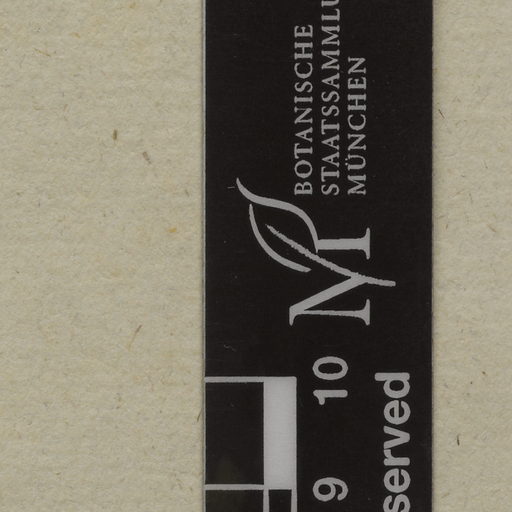 BOTANISCHE
STAATSSAMMLU
MÜNCHEN
M
9 10
served